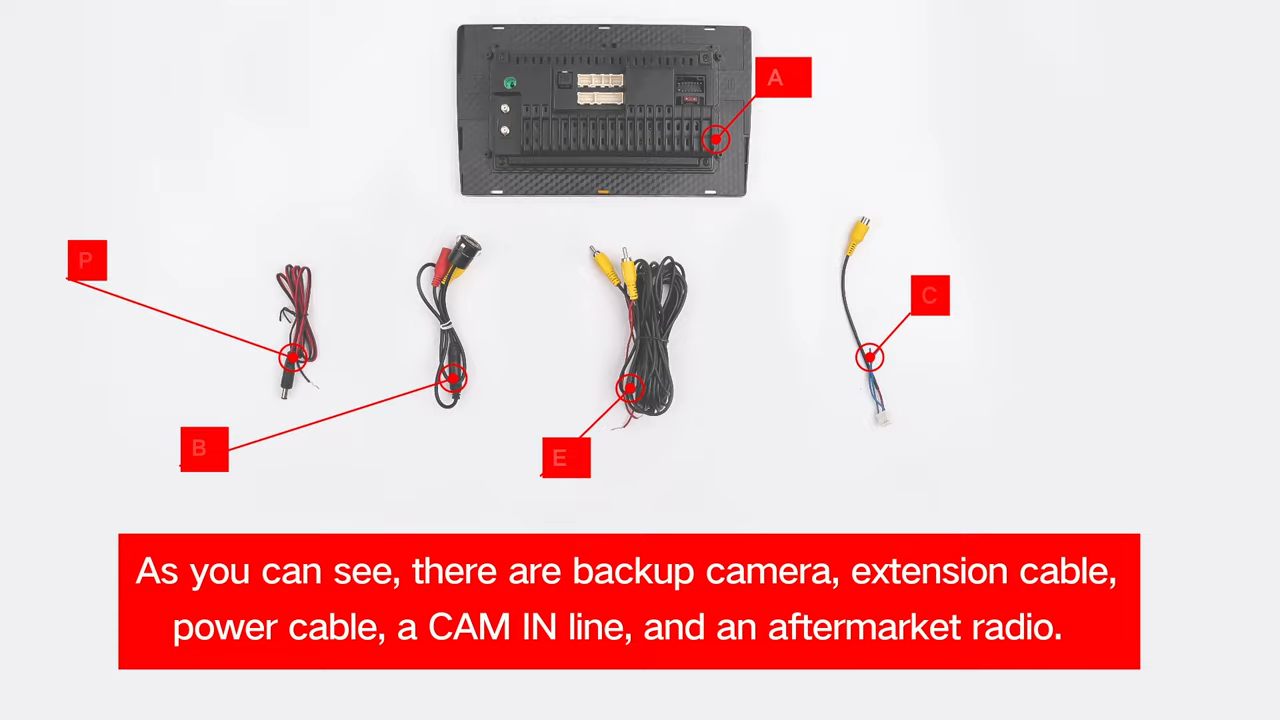 A
P
C
B
E
As you can see, there are backup camera, extension cable,
power cable, a CAM IN line, and an aftermarket radio.